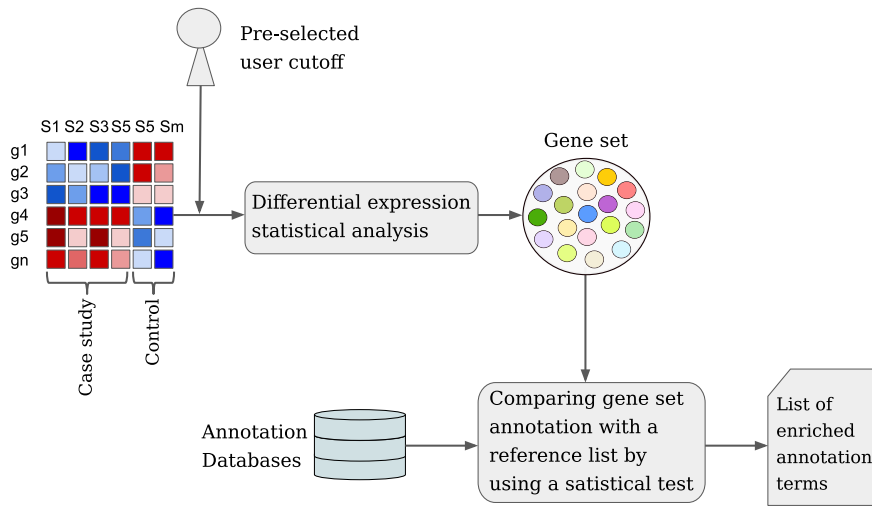 Pre-selected
user cutoff
S1 S2 S3 S5 S5 Sm
g1
g2
g3
g4
g5
gn
Case study
Control
Differential expression
statistical analysis
Gene set
Annotation
Databases
Comparing gene set
annotation with a
reference list by
using a satistical test
List of
enriched
annotation
terms